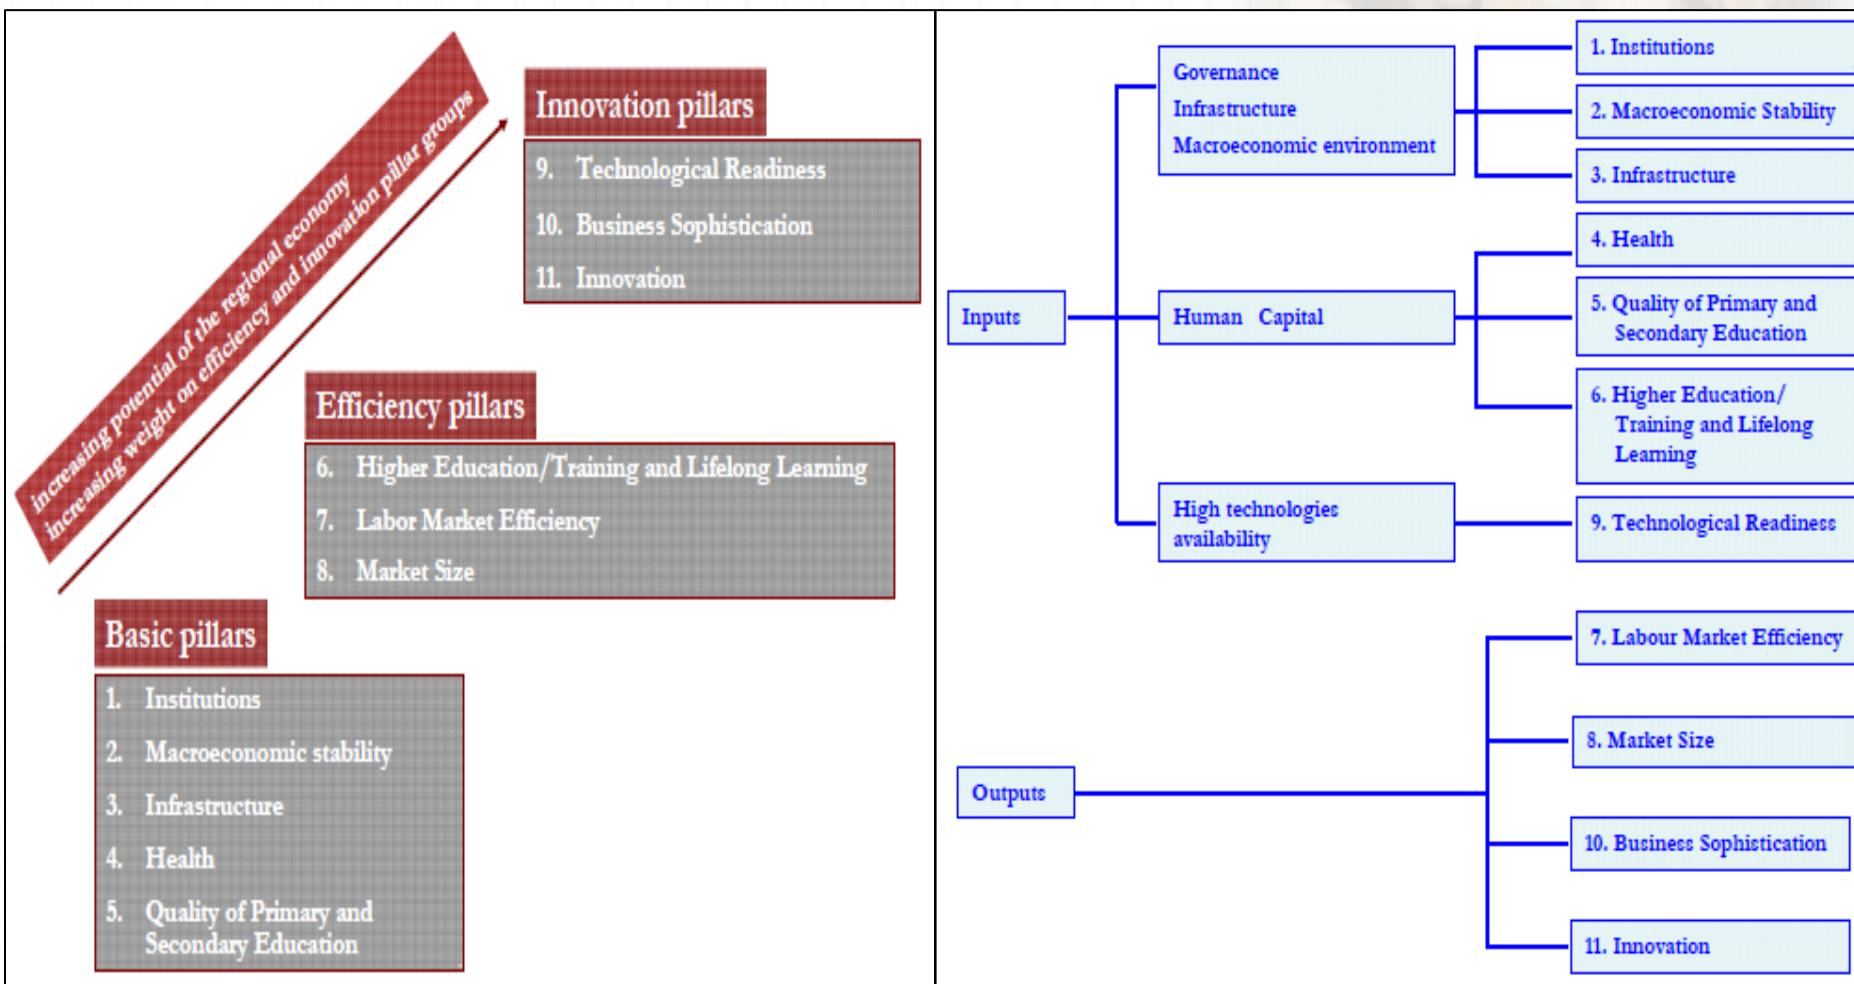 increasing potential of the regional economy
increasing weight on efficiency and innovation pillar groups
Innovation pillars
9. Technological Readiness
10. Business Sophistication
11. Innovation
Efficiency pillars
6. Higher Education/Training and Lifelong Learning
7. Labor Market Efficiency
8. Market Size
Basic pillars
1. Institutions
2. Macroeconomic stability
3. Infrastructure
4. Health
5. Quality of Primary and
Secondary Education
Inputs
Governance
Infrastructure
Macroeconomic environment
1. Institutions
2. Macroeconomic Stability
3. Infrastructure
Human Capital
4. Health
5. Quality of Primary and
Secondary Education
6. Higher Education/
Training and Lifelong
Learning
High technologies
availability
9. Technological Readiness
Outputs
7. Labour Market Efficiency
8. Market Size
10. Business Sophistication
11. Innovation